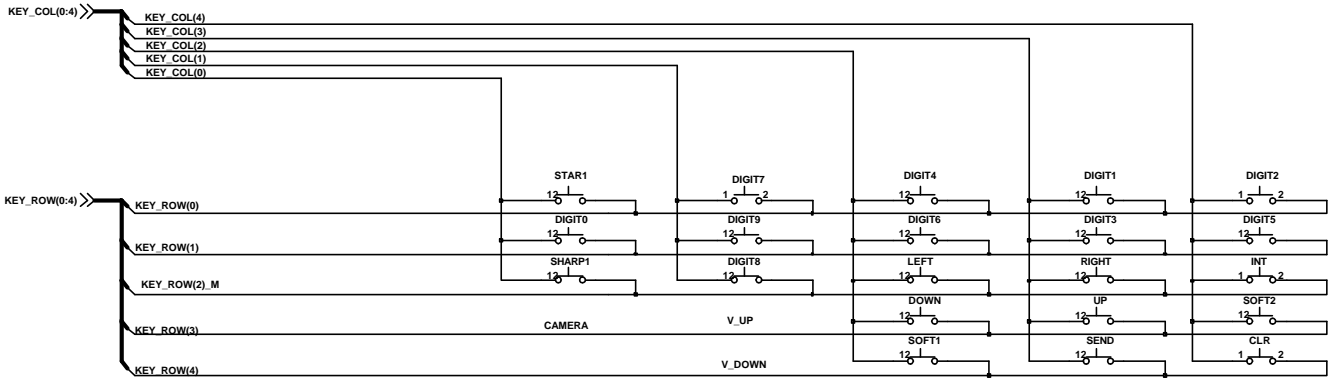 KEY_COL(0:4)
KEY_COL(4)
KEY_COL(3)
KEY_COL(2)
KEY_COL(1)
KEY_COL(0)
STAR1 DIGIT7 DIGIT4 DIGIT1 DIGIT2
12 1 2 12 12 1 2
KEY_ROW(0:4)
KEY_ROW(0)
DIGIT0 DIGIT9 DIGIT6 DIGIT3 DIGIT5
12 12 12 12 12
KEY_ROW(1)
SHARP1 DIGIT8 LEFT RIGHT INT
12 12 12 12 1 2
KEY_ROW(2)_M
DOWN UP SOFT2
12 12 12
KEY_ROW(3) CAMERA V_UP
SOFT1 SEND CLR
12 12 1 2
KEY_ROW(4) V_DOWN